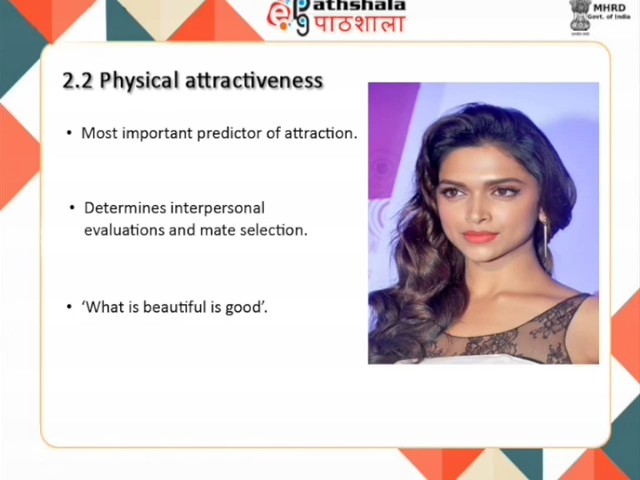 e Pathshala
पाठशाला
MHRD
Govt. of India
2.2 Physical attractiveness
• Most important predictor of attraction.
• Determines interpersonal
evaluations and mate selection.
• ‘What is beautiful is good’.